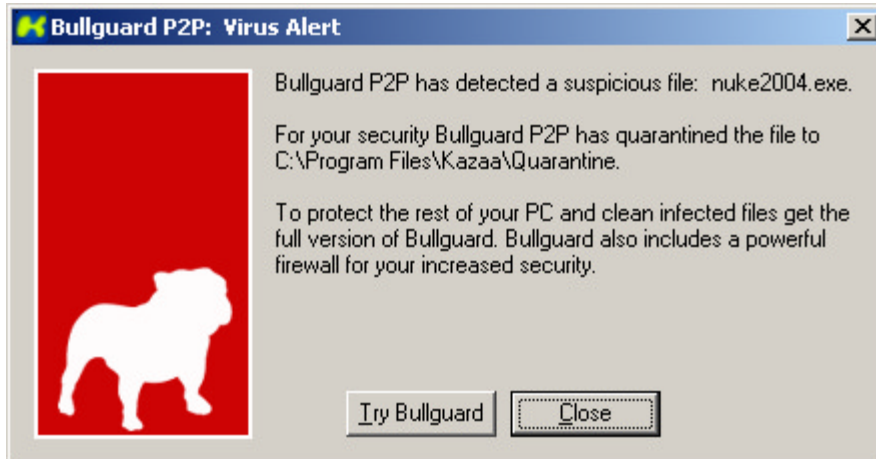 Bullguard P2P: Virus Alert
Bullguard P2P has detected a suspicious file: nuke2004.exe.
For your security Bullguard P2P has quarantined the file to
C:\Program Files\Kazaa\Quarantine.
To protect the rest of your PC and clean infected files get the
full version of Bullguard. Bullguard also includes a powerful
firewall for your increased security.
Try Bullguard
Close